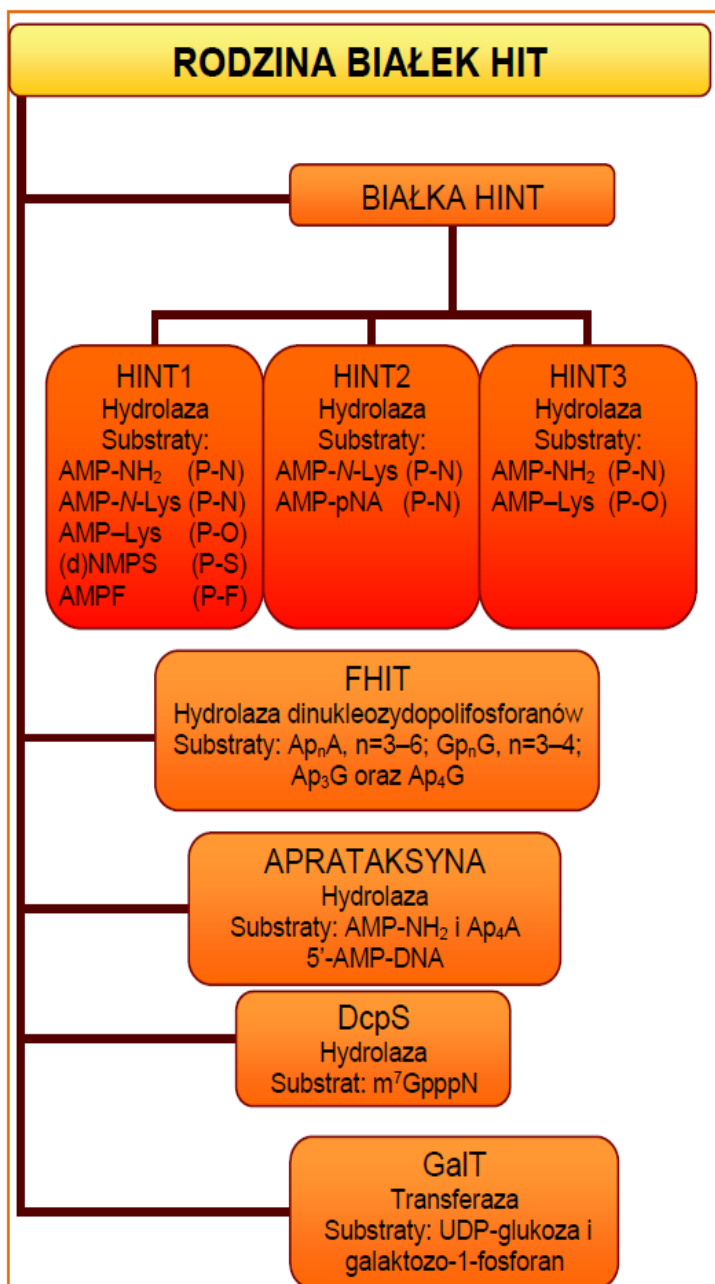 RODZINA BIAŁEK HIT
BIAŁKA HINT
HINT1
Hydrolaza
Substraty:
AMP-NH₂ (P-N)
AMP-N-Lys (P-N)
AMP–Lys (P-O)
(d)NMPS (P-S)
AMPF (P-F)
HINT2
Hydrolaza
Substraty:
AMP-N-Lys (P-N)
AMP-pNA (P-N)
HINT3
Hydrolaza
Substraty:
AMP-NH₂ (P-N)
AMP–Lys (P-O)
FHIT
Hydrolaza dinukleozydopolifosforanów
Substraty: ApₙA, n=3–6; GpₙG, n=3–4;
Ap₃G oraz Ap₄G
APRATAKSYNA
Hydrolaza
Substraty: AMP-NH₂ i Ap₄A
5’-AMP-DNA
DcpS
Hydrolaza
Substrat: m⁷GpppN
GalT
Transferaza
Substraty: UDP-glukoza i
galaktozo-1-fosforan